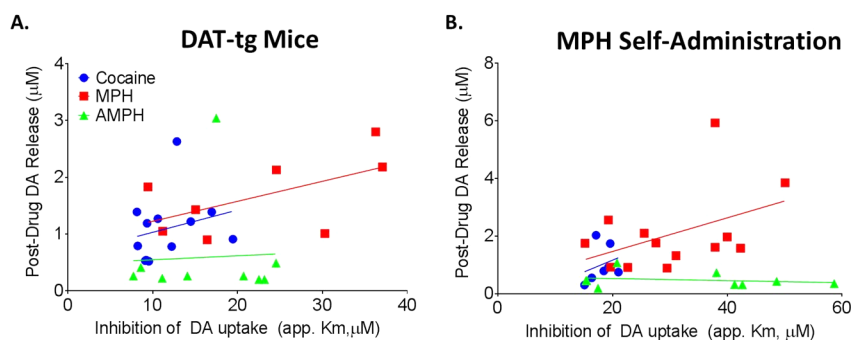 A.
DAT-tg Mice
Post-Drug DA Release (μM)
4
3
2
1
0
Cocaine
MPH
AMPH
0 10 20 30 40
Inhibition of DA uptake (app. Km,μM)
B.
MPH Self-Administration
Post-Drug DA Release (μM)
8
6
4
2
0
20 40 60
Inhibition of DA uptake (app. Km, μM)